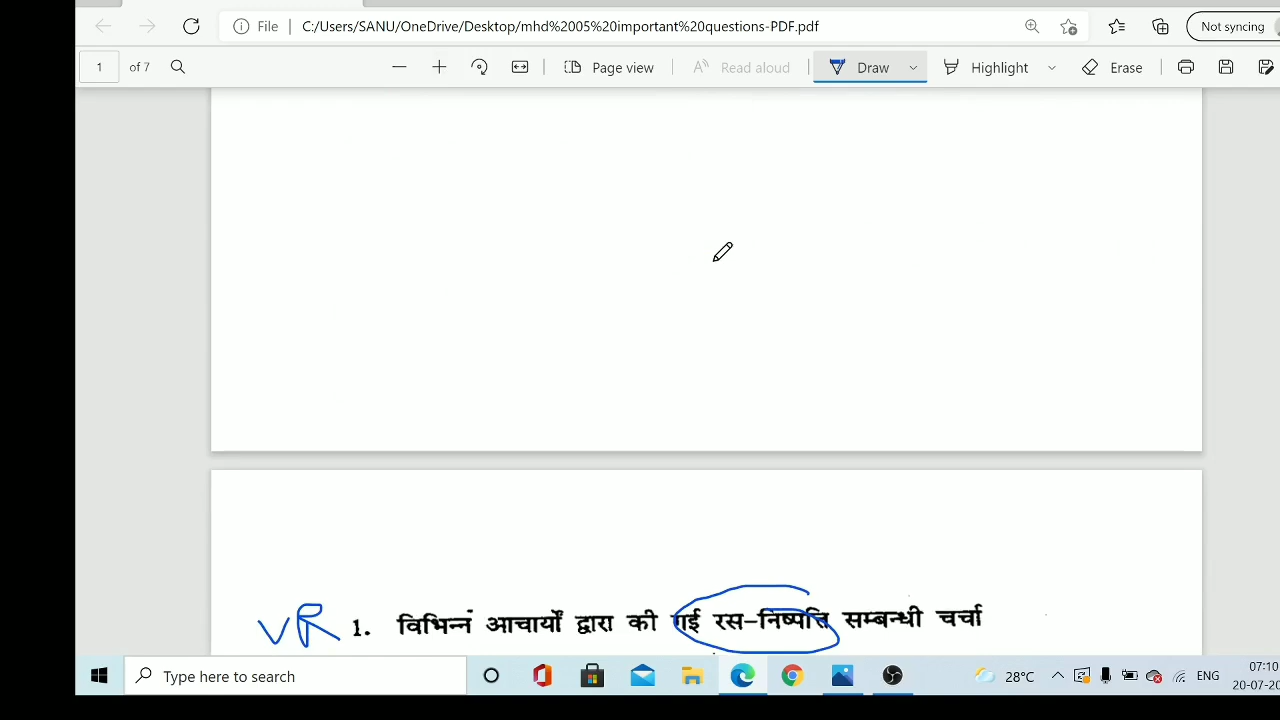 File C:/Users/SANU/OneDrive/Desktop/mhd%2005%20important%20questions-PDF.pdf Not syncing
1 of 7 Page view Read aloud Draw Highlight Erase
VR 1. विभिन्न आचार्यों द्वारा की गई रस-निष्पत्ति सम्बन्धी चर्चा
Type here to search 28°C ENG 07:10
20-07-20